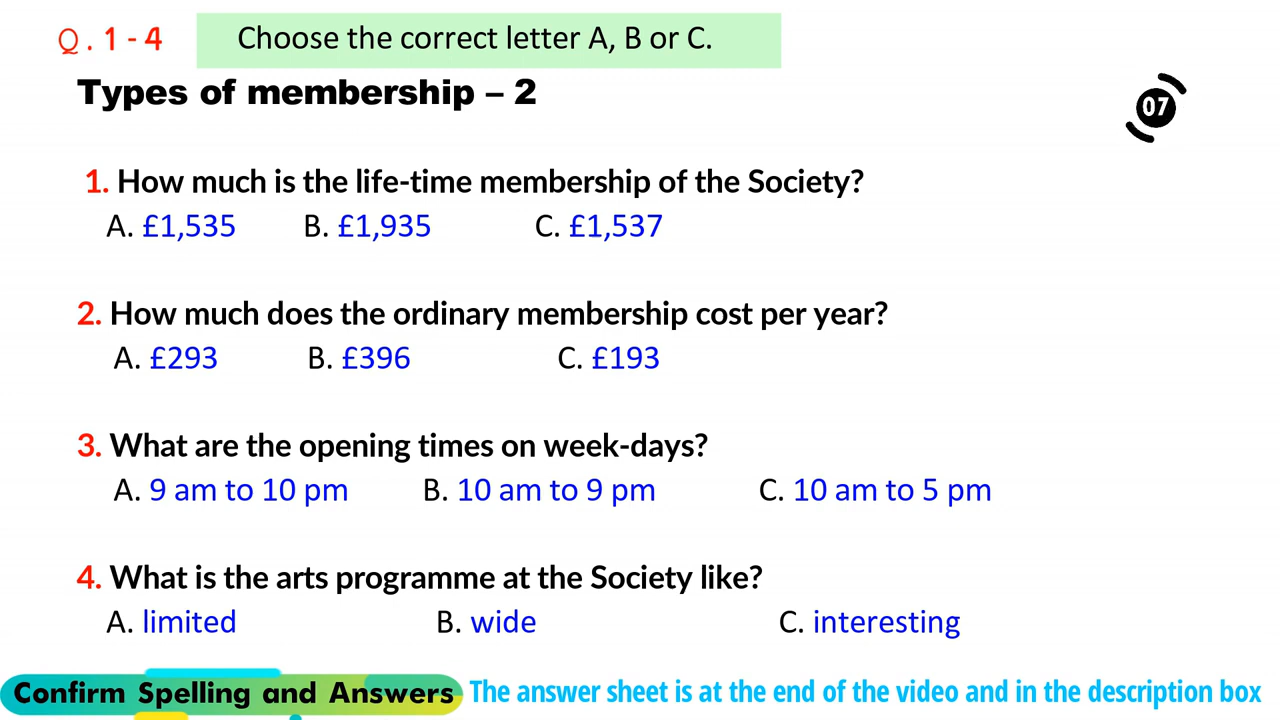 Q. 1 - 4 Choose the correct letter A, B or C.
Types of membership – 2
07
1. How much is the life-time membership of the Society?
A. £1,535 B. £1,935 C. £1,537
2. How much does the ordinary membership cost per year?
A. £293 B. £396 C. £193
3. What are the opening times on week-days?
A. 9 am to 10 pm B. 10 am to 9 pm C. 10 am to 5 pm
4. What is the arts programme at the Society like?
A. limited B. wide C. interesting
Confirm Spelling and Answers The answer sheet is at the end of the video and in the description box